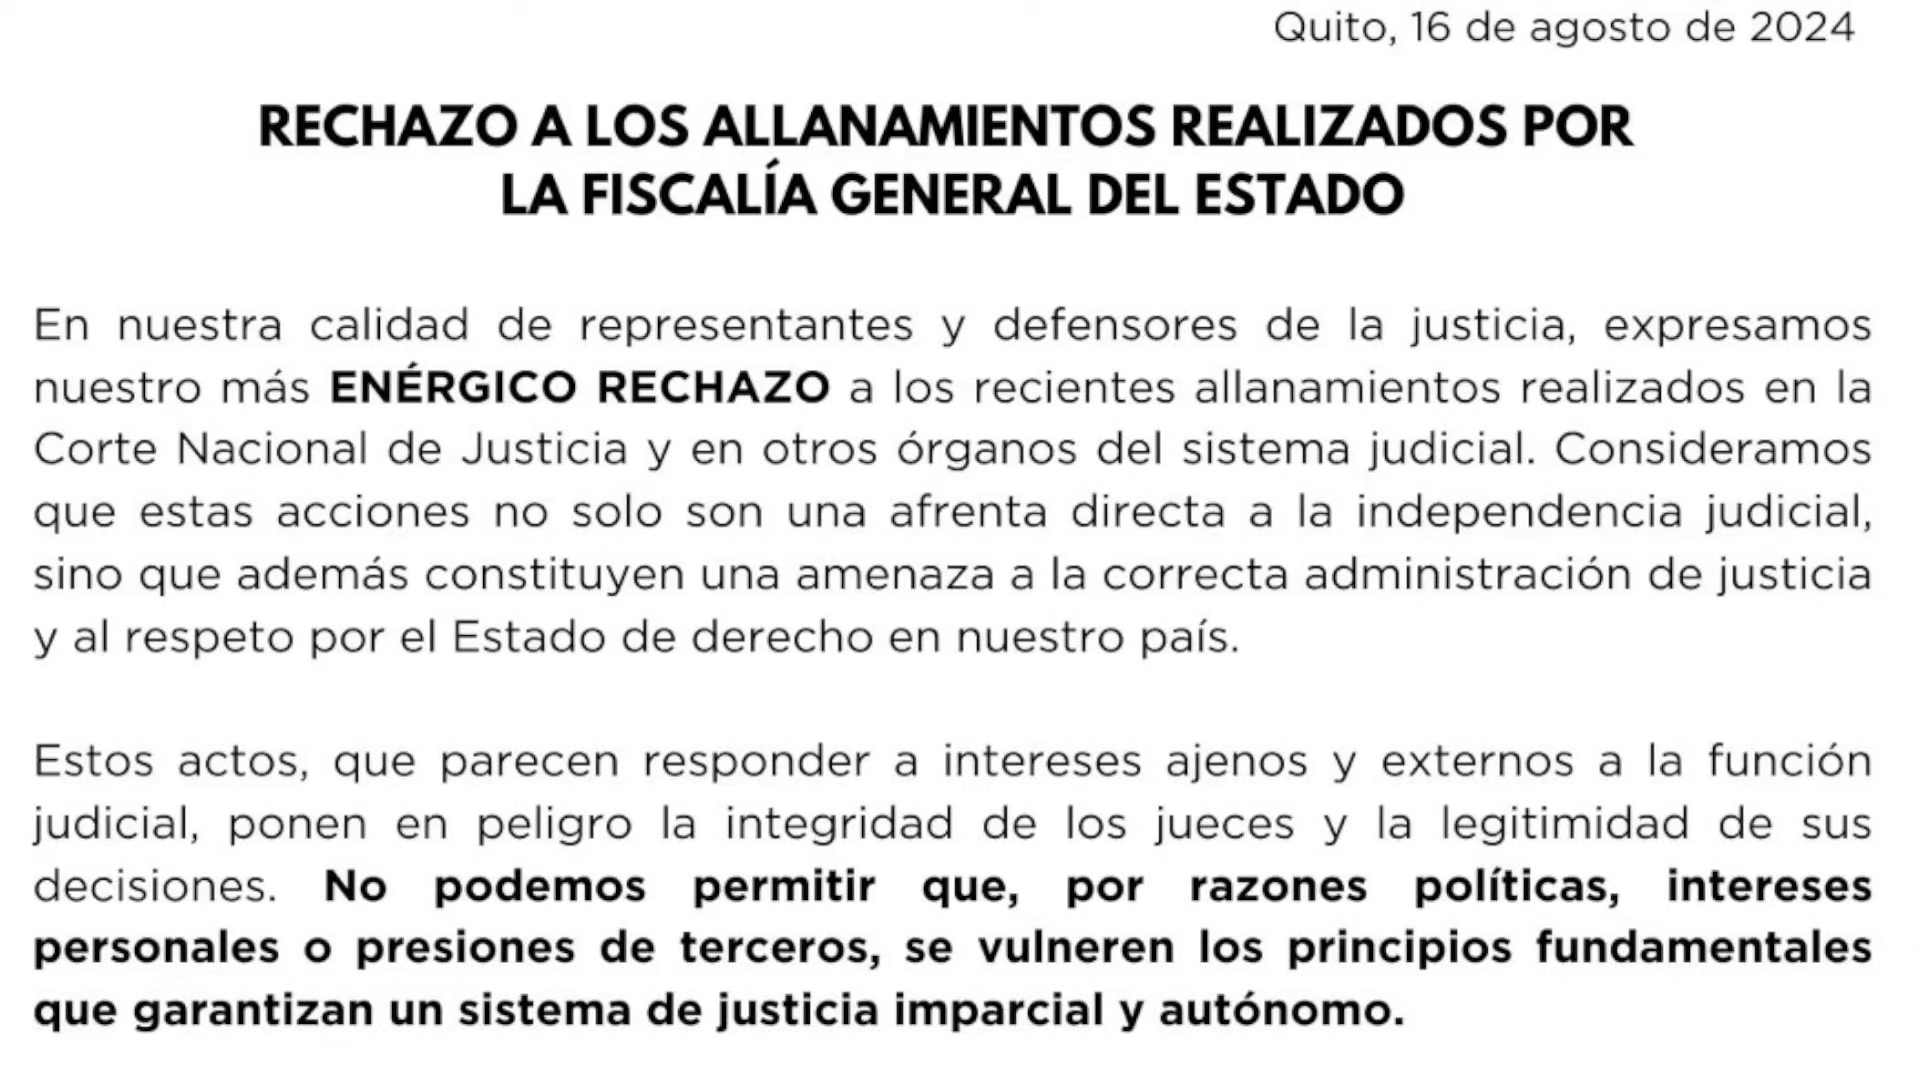 Quito, 16 de agosto de 2024
RECHAZO A LOS ALLANAMIENTOS REALIZADOS POR
LA FISCALÍA GENERAL DEL ESTADO
En nuestra calidad de representantes y defensores de la justicia, expresamos
nuestro más ENÉRGICO RECHAZO a los recientes allanamientos realizados en la
Corte Nacional de Justicia y en otros órganos del sistema judicial. Consideramos
que estas acciones no solo son una afrenta directa a la independencia judicial,
sino que además constituyen una amenaza a la correcta administración de justicia
y al respeto por el Estado de derecho en nuestro país.
Estos actos, que parecen responder a intereses ajenos y externos a la función
judicial, ponen en peligro la integridad de los jueces y la legitimidad de sus
decisiones. No podemos permitir que, por razones políticas, intereses
personales o presiones de terceros, se vulneren los principios fundamentales
que garantizan un sistema de justicia imparcial y autónomo.